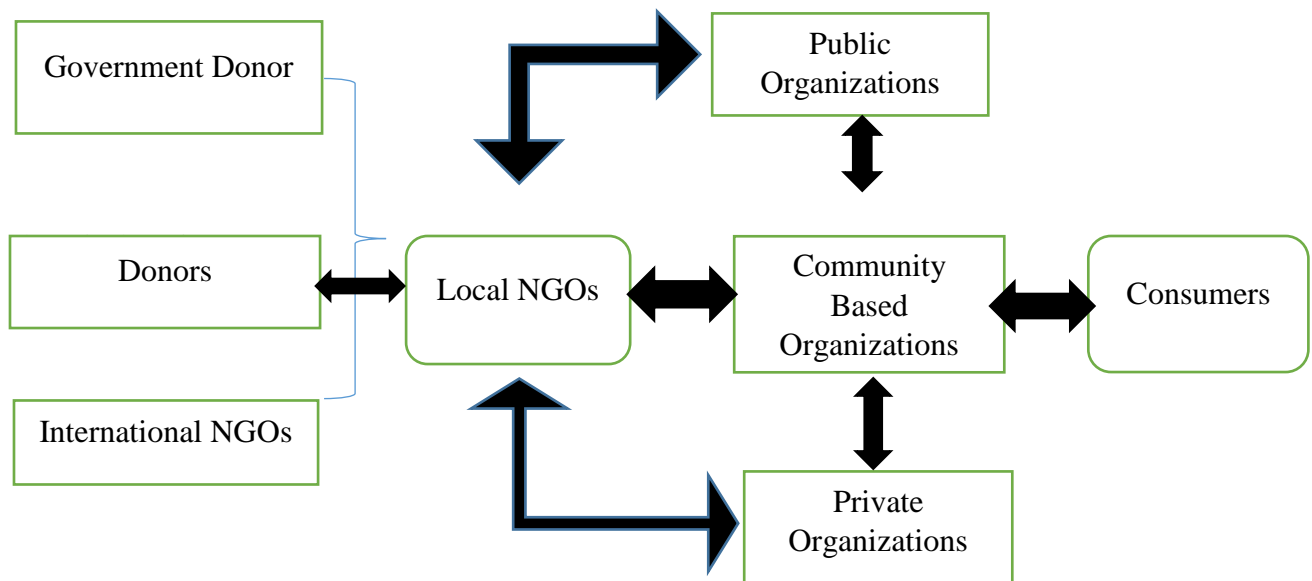 Government Donor
Public
Organizations
Donors
Local NGOs
Community
Based
Organizations
Consumers
International NGOs
Private
Organizations